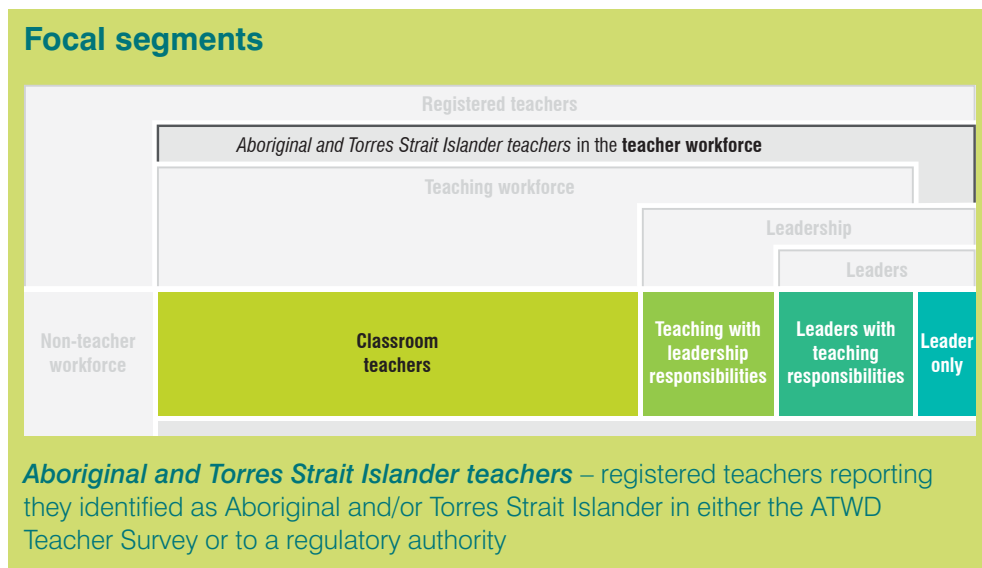 Focal segments
Registered teachers
Aboriginal and Torres Strait Islander teachers in the teacher workforce
Teaching workforce
Leadership
Leaders
Non-teacher
workforce
Classroom
teachers
Teaching with
leadership
responsibilities
Leaders with
teaching
responsibilities
Leader
only
Aboriginal and Torres Strait Islander teachers – registered teachers reporting
they identified as Aboriginal and/or Torres Strait Islander in either the ATWD
Teacher Survey or to a regulatory authority